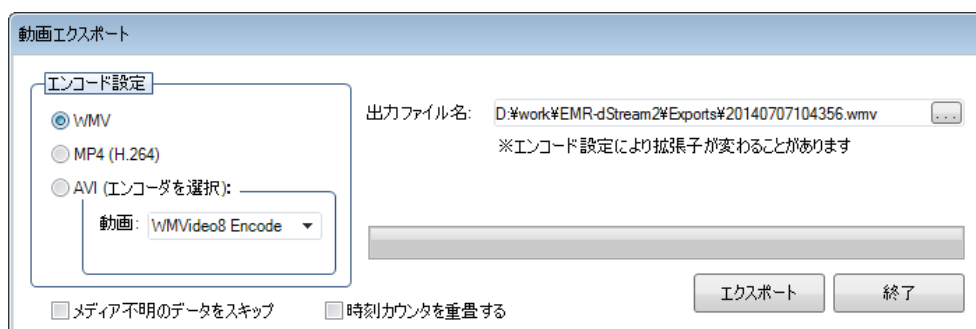 動画エクスポート
エンコード設定
WMV
MP4 (H.264)
AVI (エンコーダを選択):
動画: WMVideo8 Encode
出力ファイル名: D:¥work¥EMR-dStream2¥Exports¥20140707104356.wmv ...
※エンコード設定により拡張子が変わることがあります
エクスポート 終了
メディア不明のデータをスキップ 時刻カウンタを重畳する